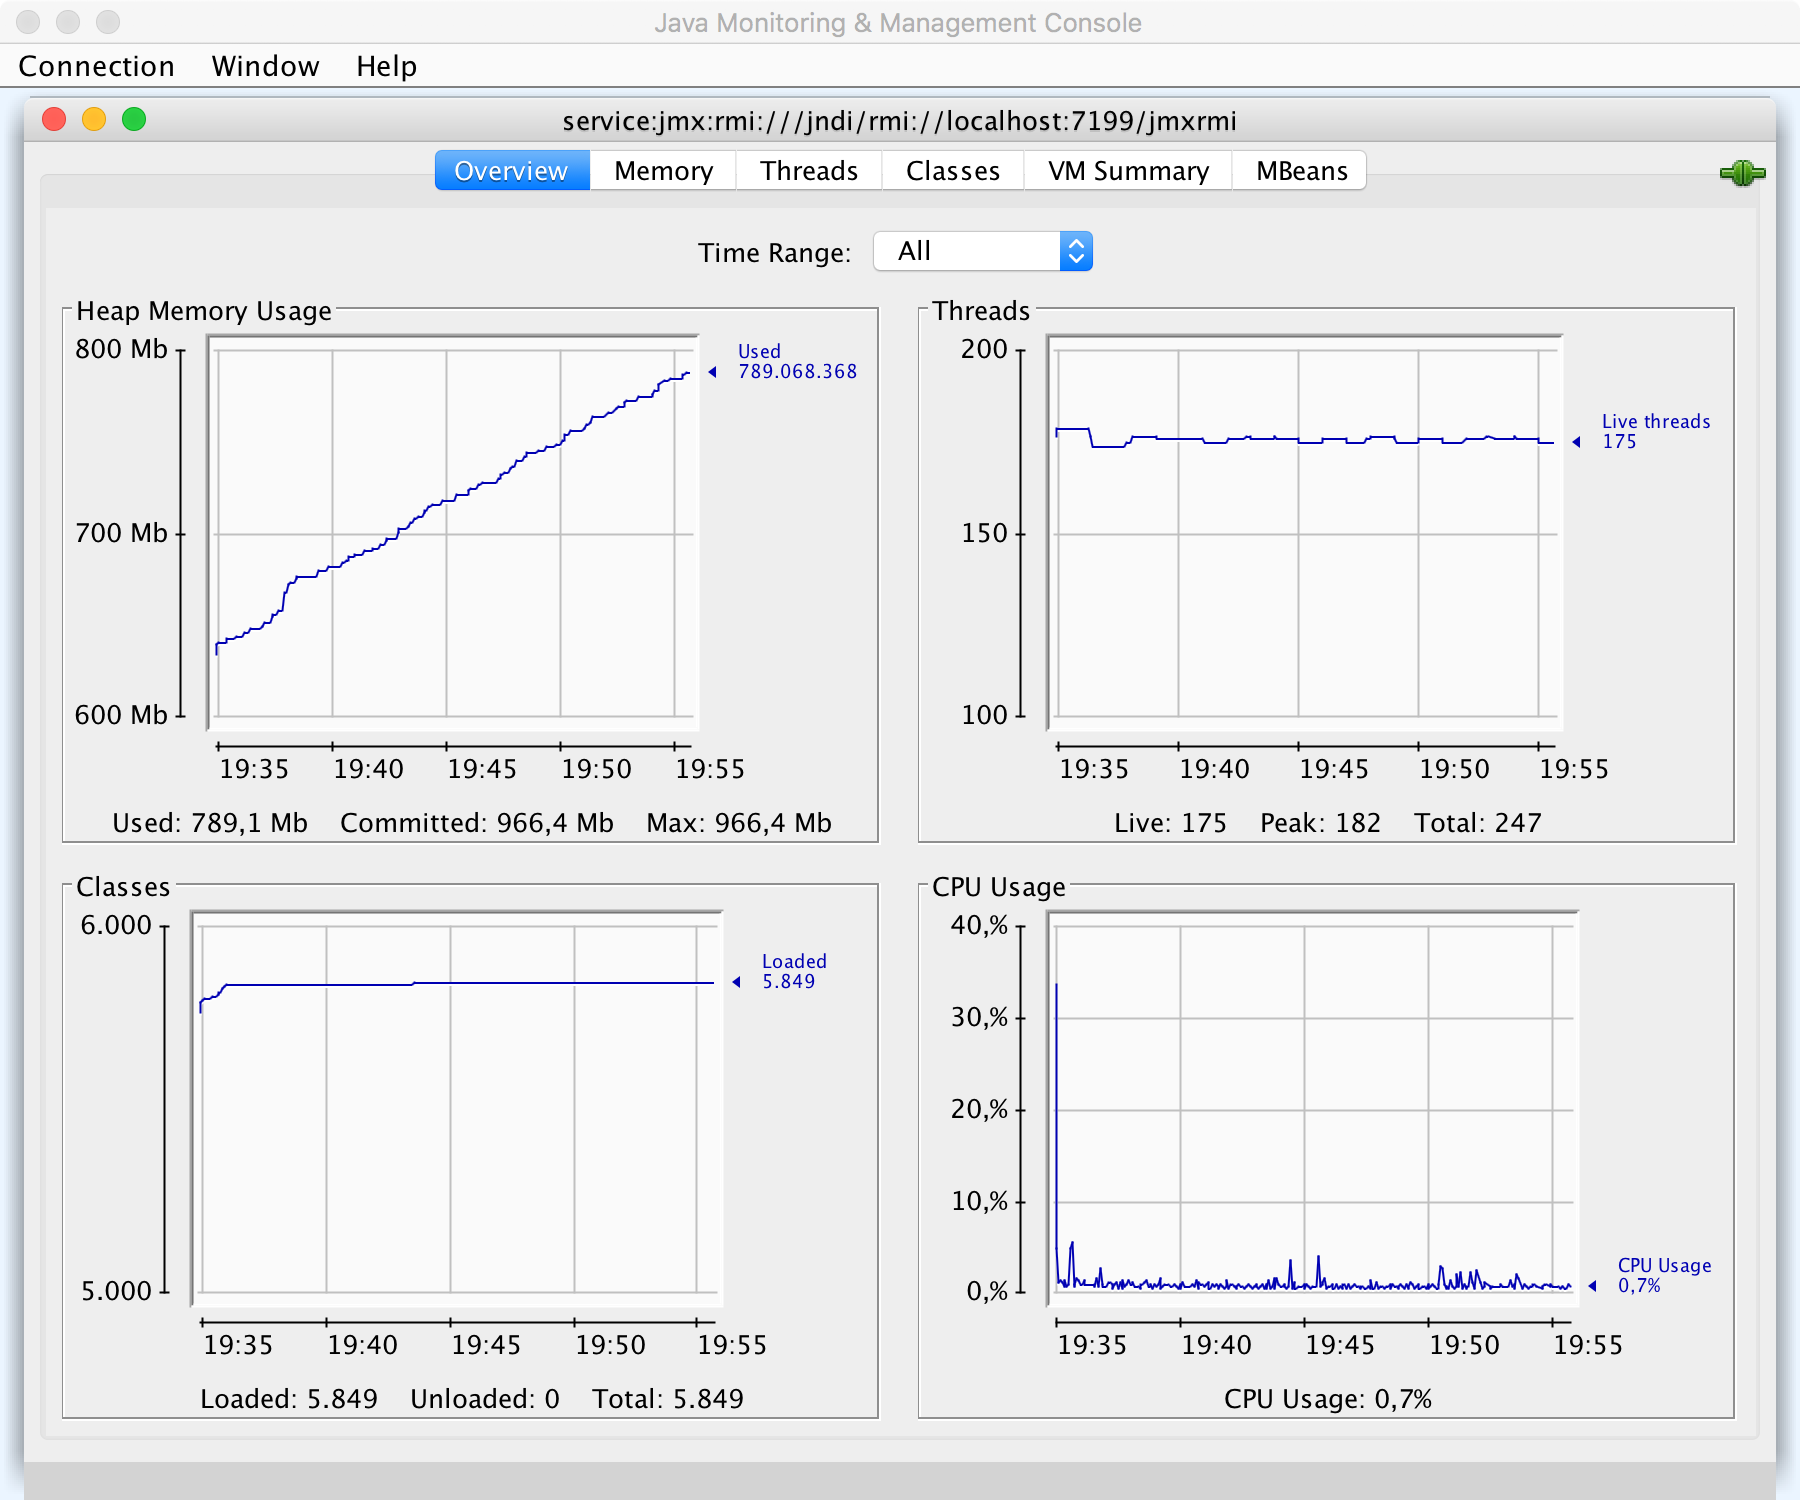 Java Monitoring & Management Console
Connection Window Help
service:jmx:rmi:///jndi/rmi://localhost:7199/jmxrmi
Overview Memory Threads Classes VM Summary MBeans
Time Range: All
Heap Memory Usage
800 Mb
700 Mb
600 Mb
Used
789.068.368
19:35 19:40 19:45 19:50 19:55
Used: 789,1 Mb Committed: 966,4 Mb Max: 966,4 Mb
Threads
200
150
100
Live threads
175
19:35 19:40 19:45 19:50 19:55
Live: 175 Peak: 182 Total: 247
Classes
6.000
5.000
Loaded
5.849
19:35 19:40 19:45 19:50 19:55
Loaded: 5.849 Unloaded: 0 Total: 5.849
CPU Usage
40,%
30,%
20,%
10,%
0,%
CPU Usage
0,7%
19:35 19:40 19:45 19:50 19:55
CPU Usage: 0,7%